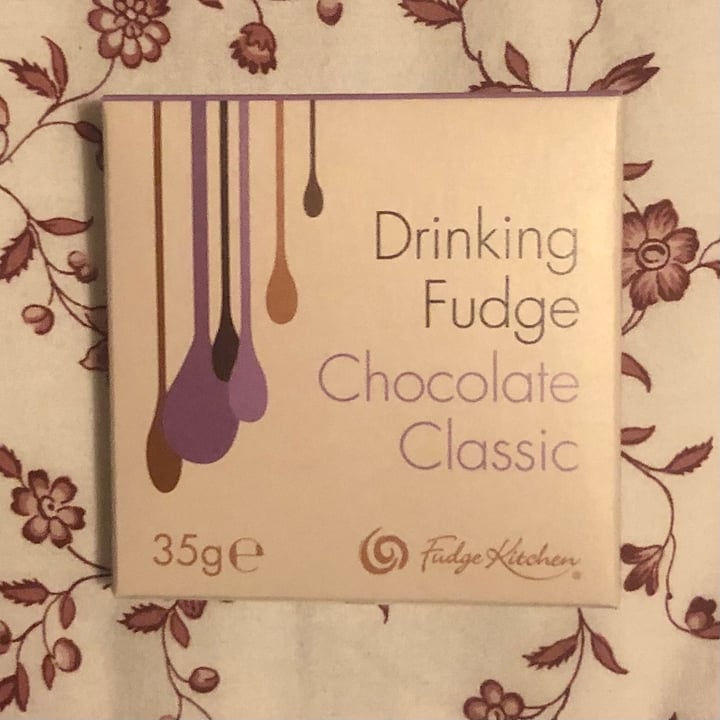 Drinking
Fudge
Chocolate
Classic
35g℮
Fudge Kitchen